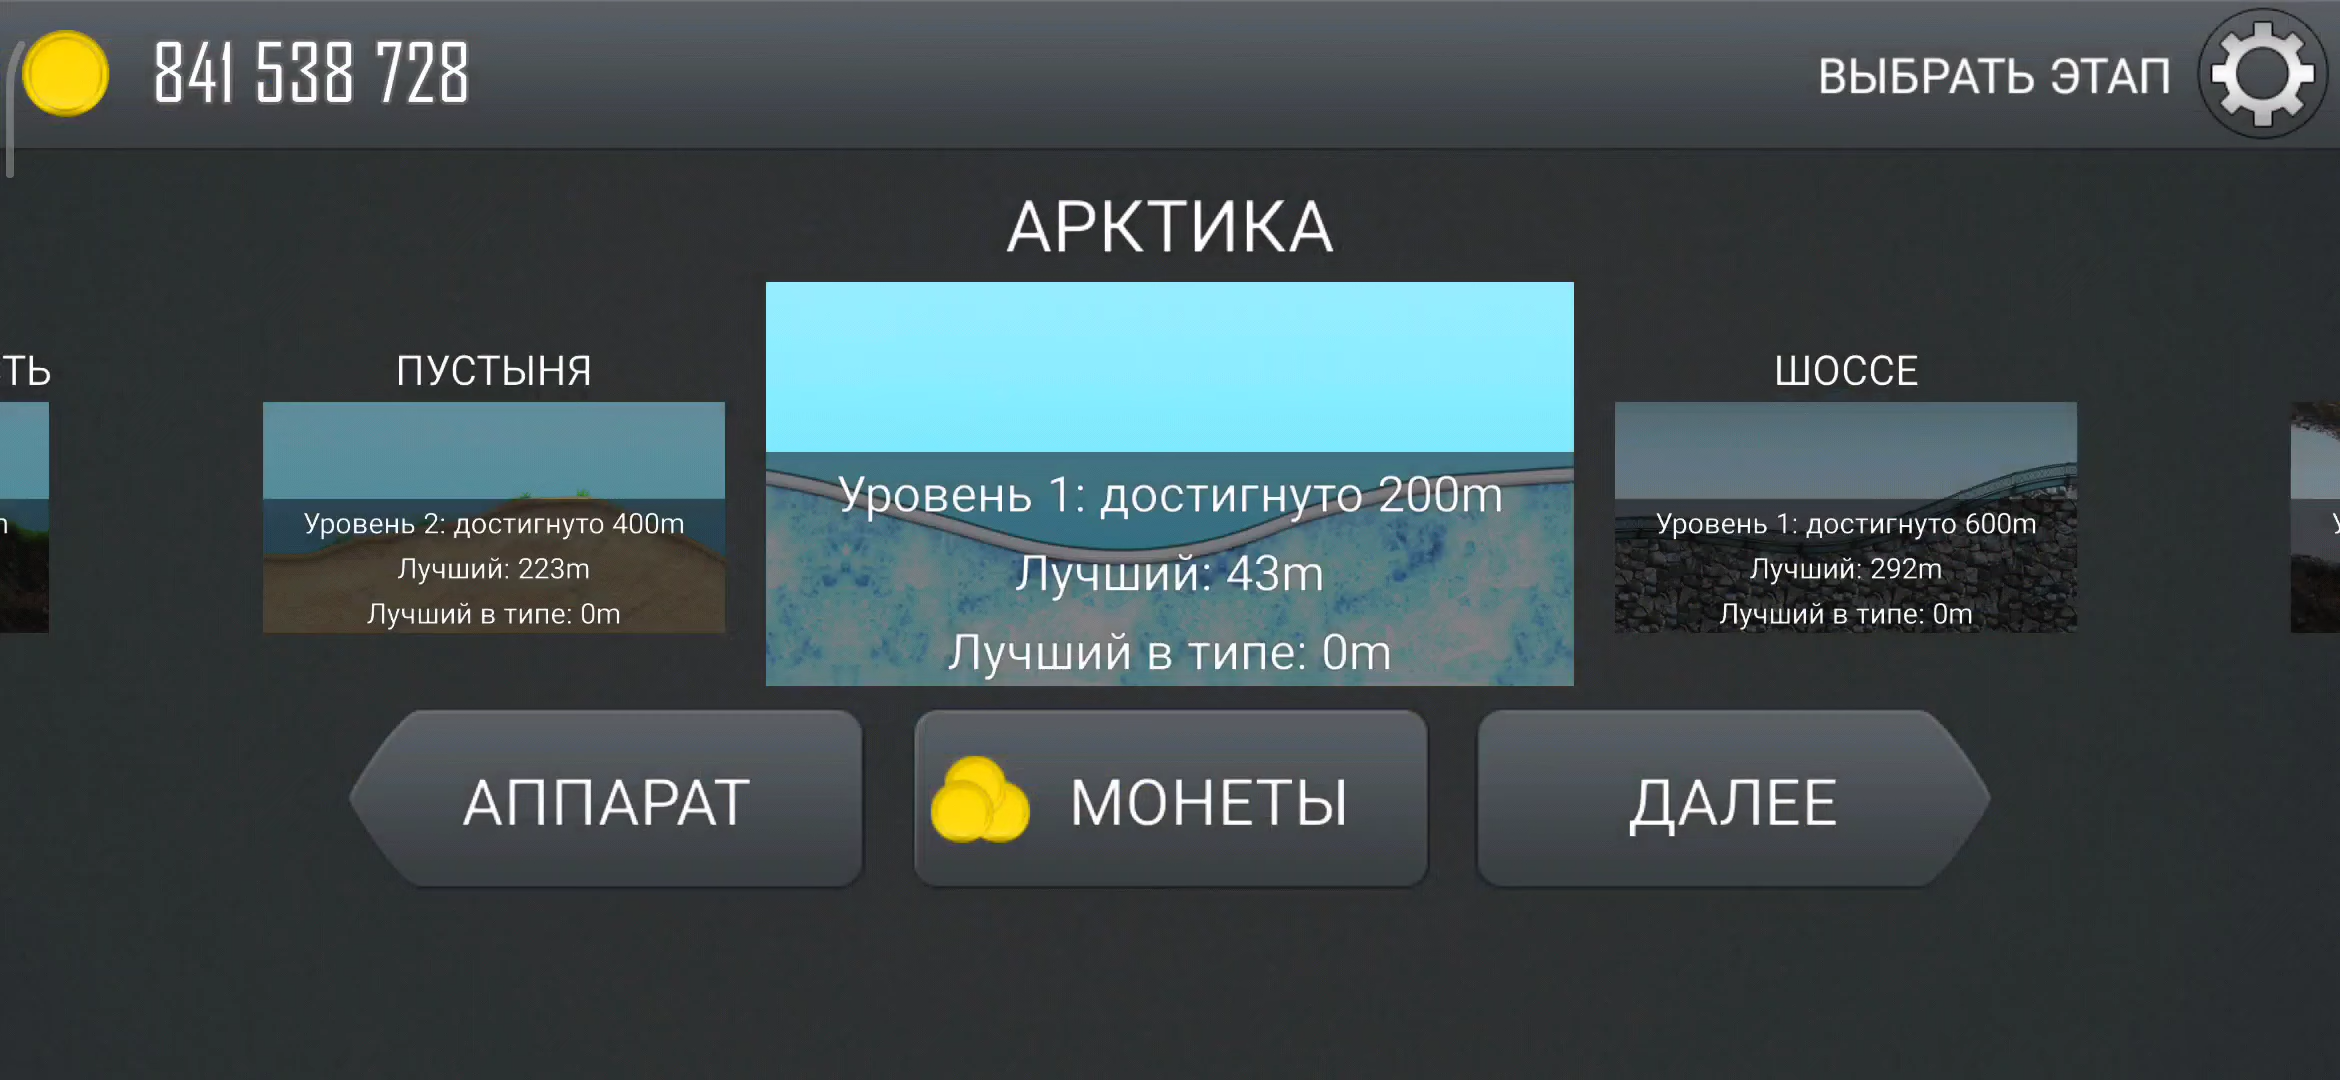 841 538 728
ВЫБРАТЬ ЭТАП
АРКТИКА
ПУСТЫНЯ
ШОССЕ
Уровень 2: достигнуто 400m
Лучший: 223m
Лучший в типе: 0m
Уровень 1: достигнуто 200m
Лучший: 43m
Лучший в типе: 0m
Уровень 1: достигнуто 600m
Лучший: 292m
Лучший в типе: 0m
АППАРАТ
МОНЕТЫ
ДАЛЕЕ